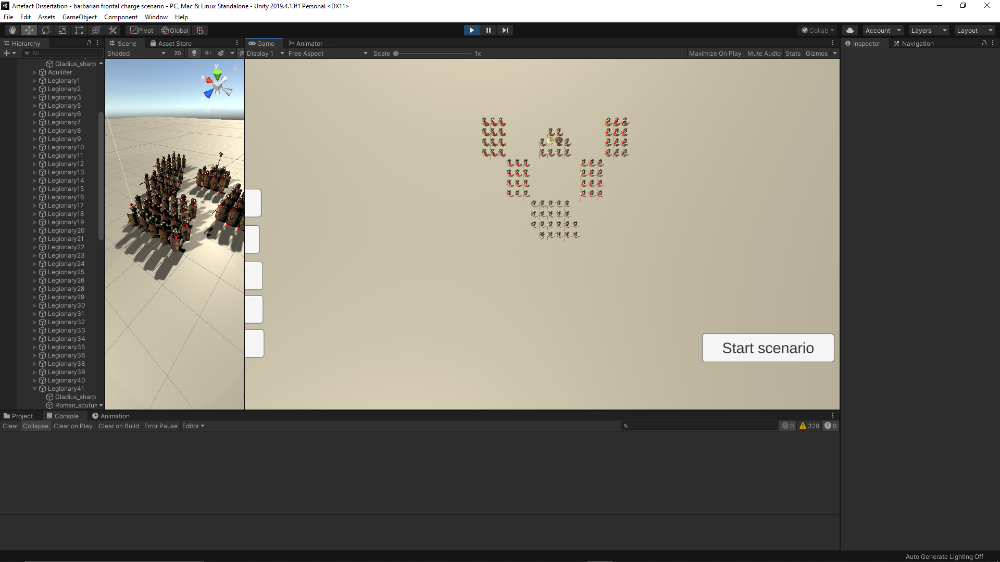 Artefact Dissertation - barbarian frontal charge scenario - PC, Mac & Linux Standalone - Unity 2019.4.13f1 Personal <DX11>
File Edit Assets GameObject Component Window Help
Pivot Global Collab Account Layers Layout
Hierarchy Scene Asset Store Game Animator Inspector Navigation
All Shaded 2D Display 1 Free Aspect Scale 1x Maximize On Play Mute Audio Stats Gizmos
Gladius_sharp
Aquilifer
Legionary1
Legionary2
Legionary3
Legionary5
Legionary6
Legionary7
Legionary8
Legionary9
Legionary10
Legionary11
Legionary12
Legionary13
Legionary14
Legionary15
Legionary16
Legionary17
Legionary18
Legionary19
Legionary20
Legionary21
Legionary22
Legionary23
Legionary24
Legionary25
Legionary26
Legionary28
Legionary29
Legionary30
Legionary31
Legionary32
Legionary33
Legionary34
Legionary35
Legionary36
Legionary38
Legionary39
Legionary40
Legionary41
Gladius_sharp
Roman_scutun
y
x
z
Persp
Start scenario
Project Console Animation
Clear Collapse Clear on Play Clear on Build Error Pause Editor 0 328 0
Auto Generate Lighting Off